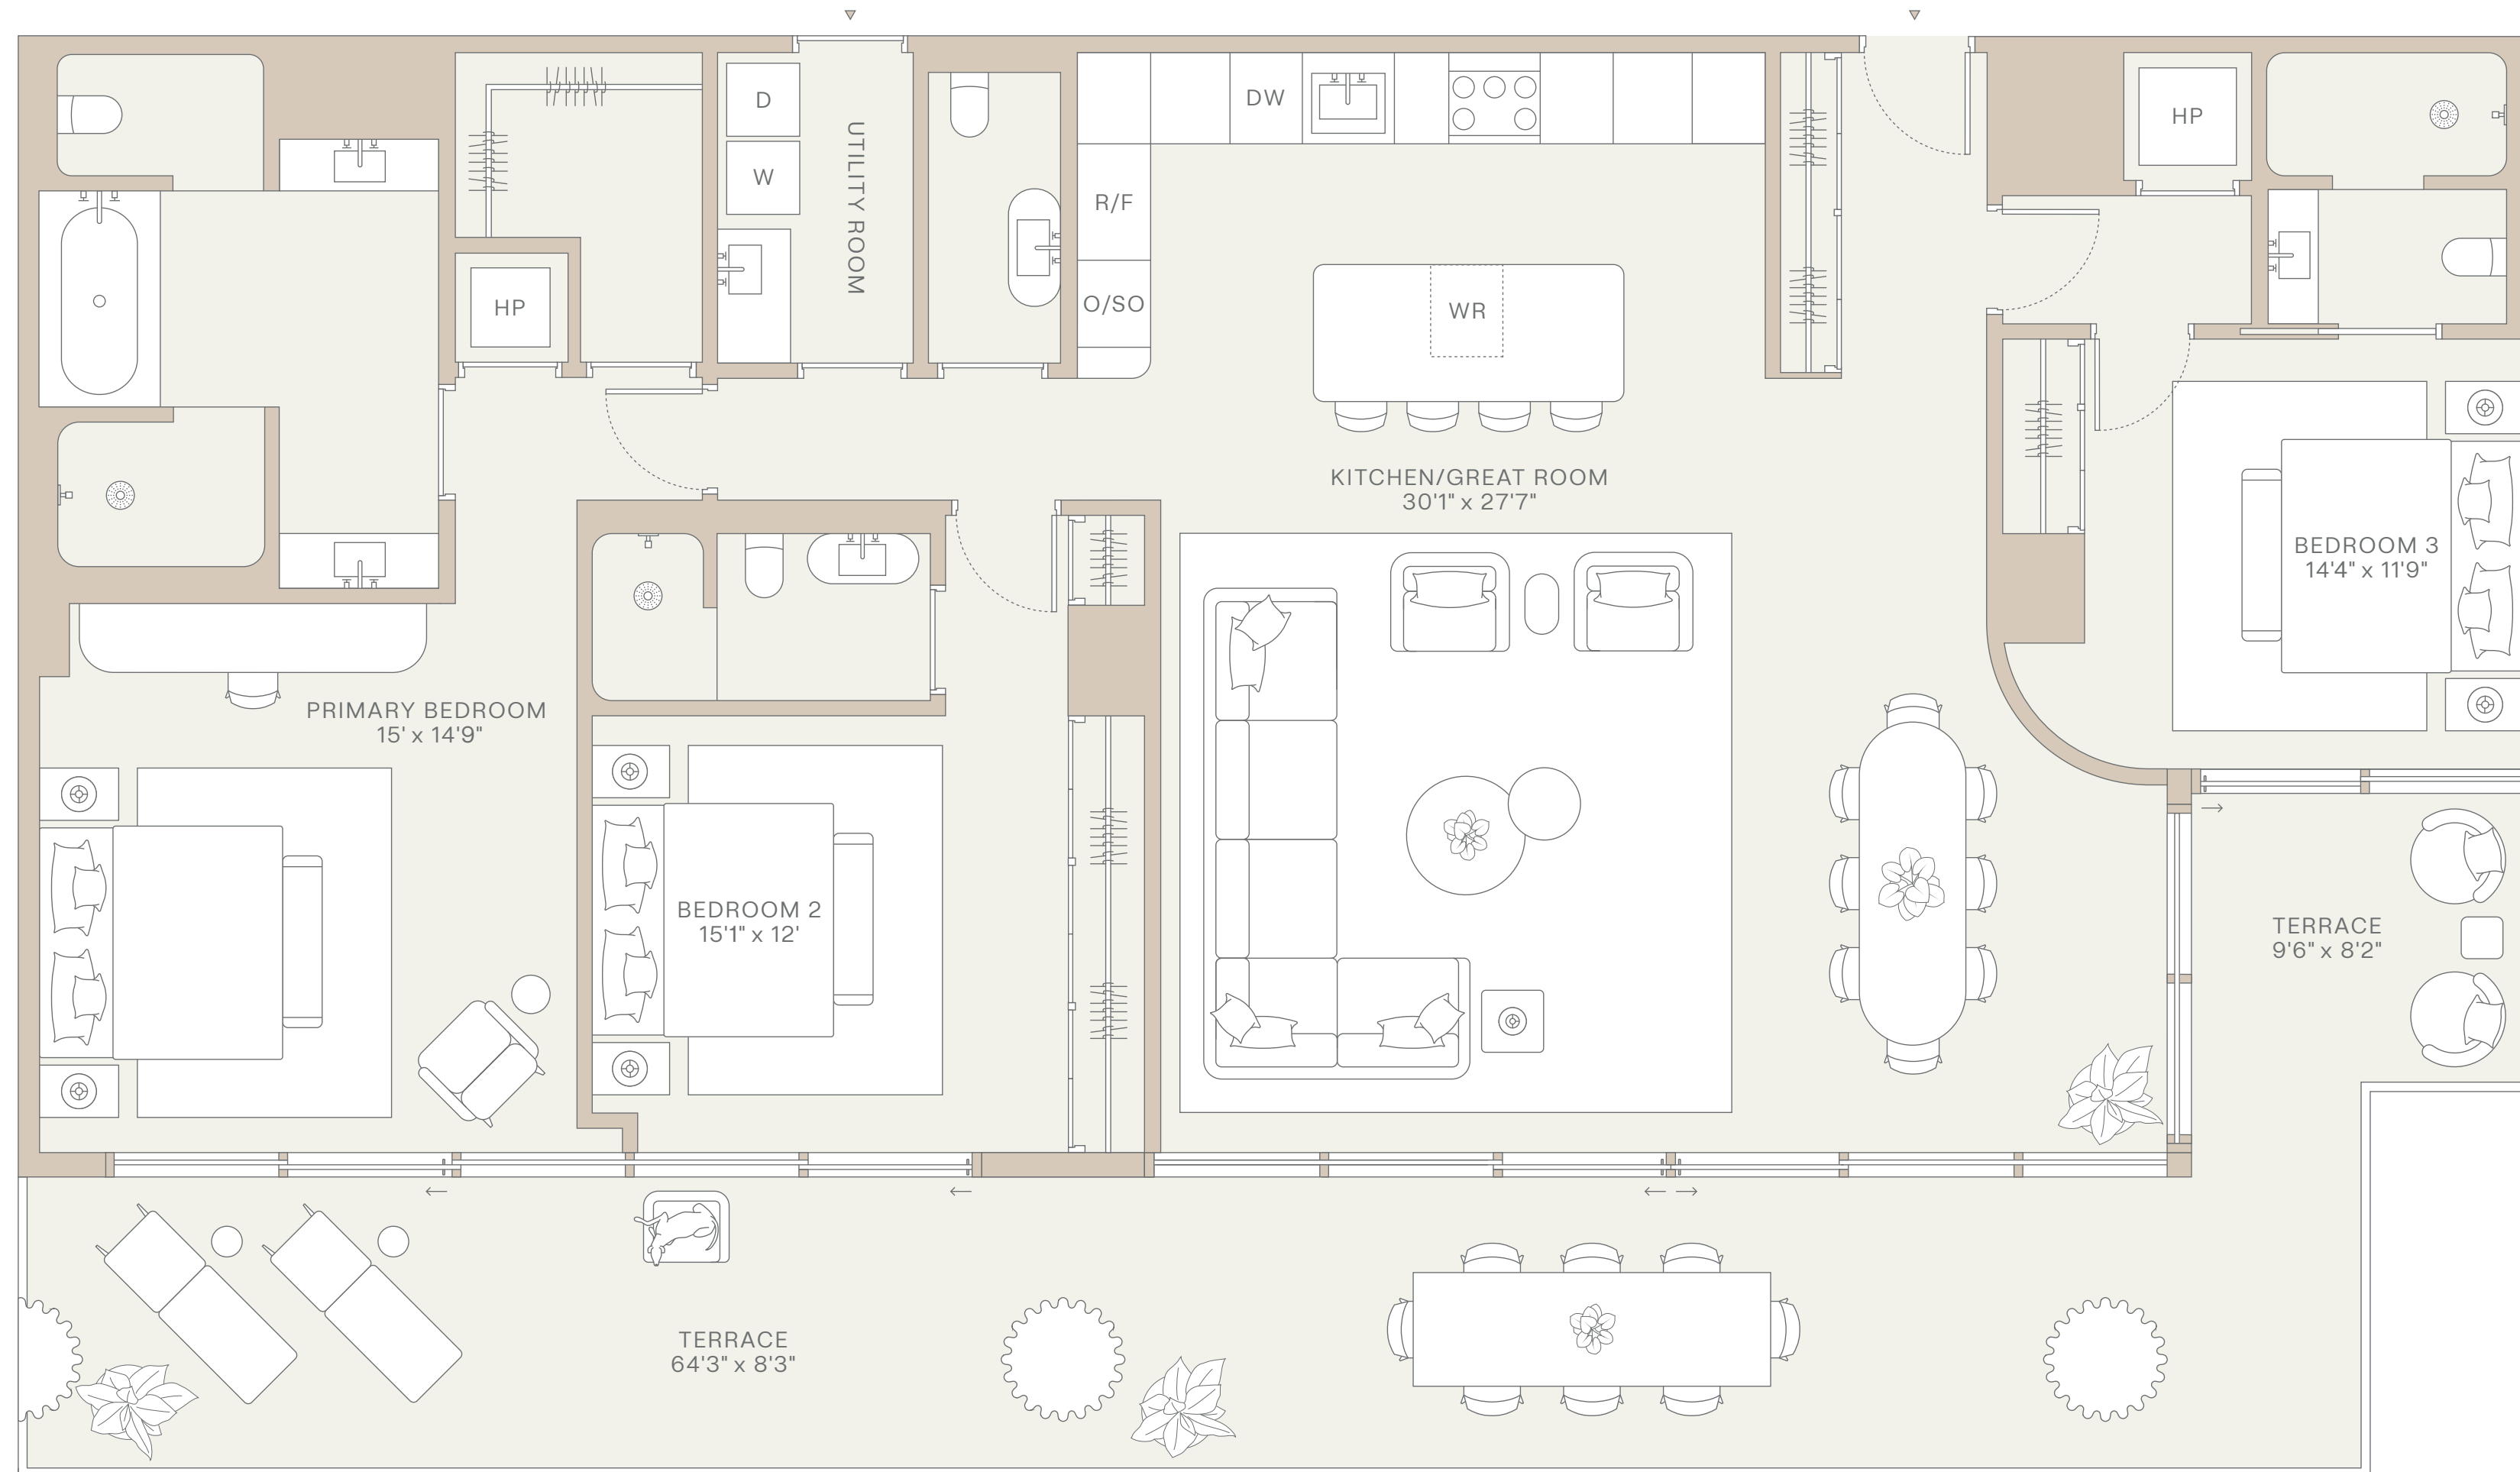 D
W
UTILITY ROOM
DW
R/F
O/SO
HP
WR
HP
KITCHEN/GREAT ROOM
30'1" x 27'7"
BEDROOM 3
14'4" x 11'9"
PRIMARY BEDROOM
15' x 14'9"
BEDROOM 2
15'1" x 12'
TERRACE
9'6" x 8'2"
TERRACE
64'3" x 8'3"